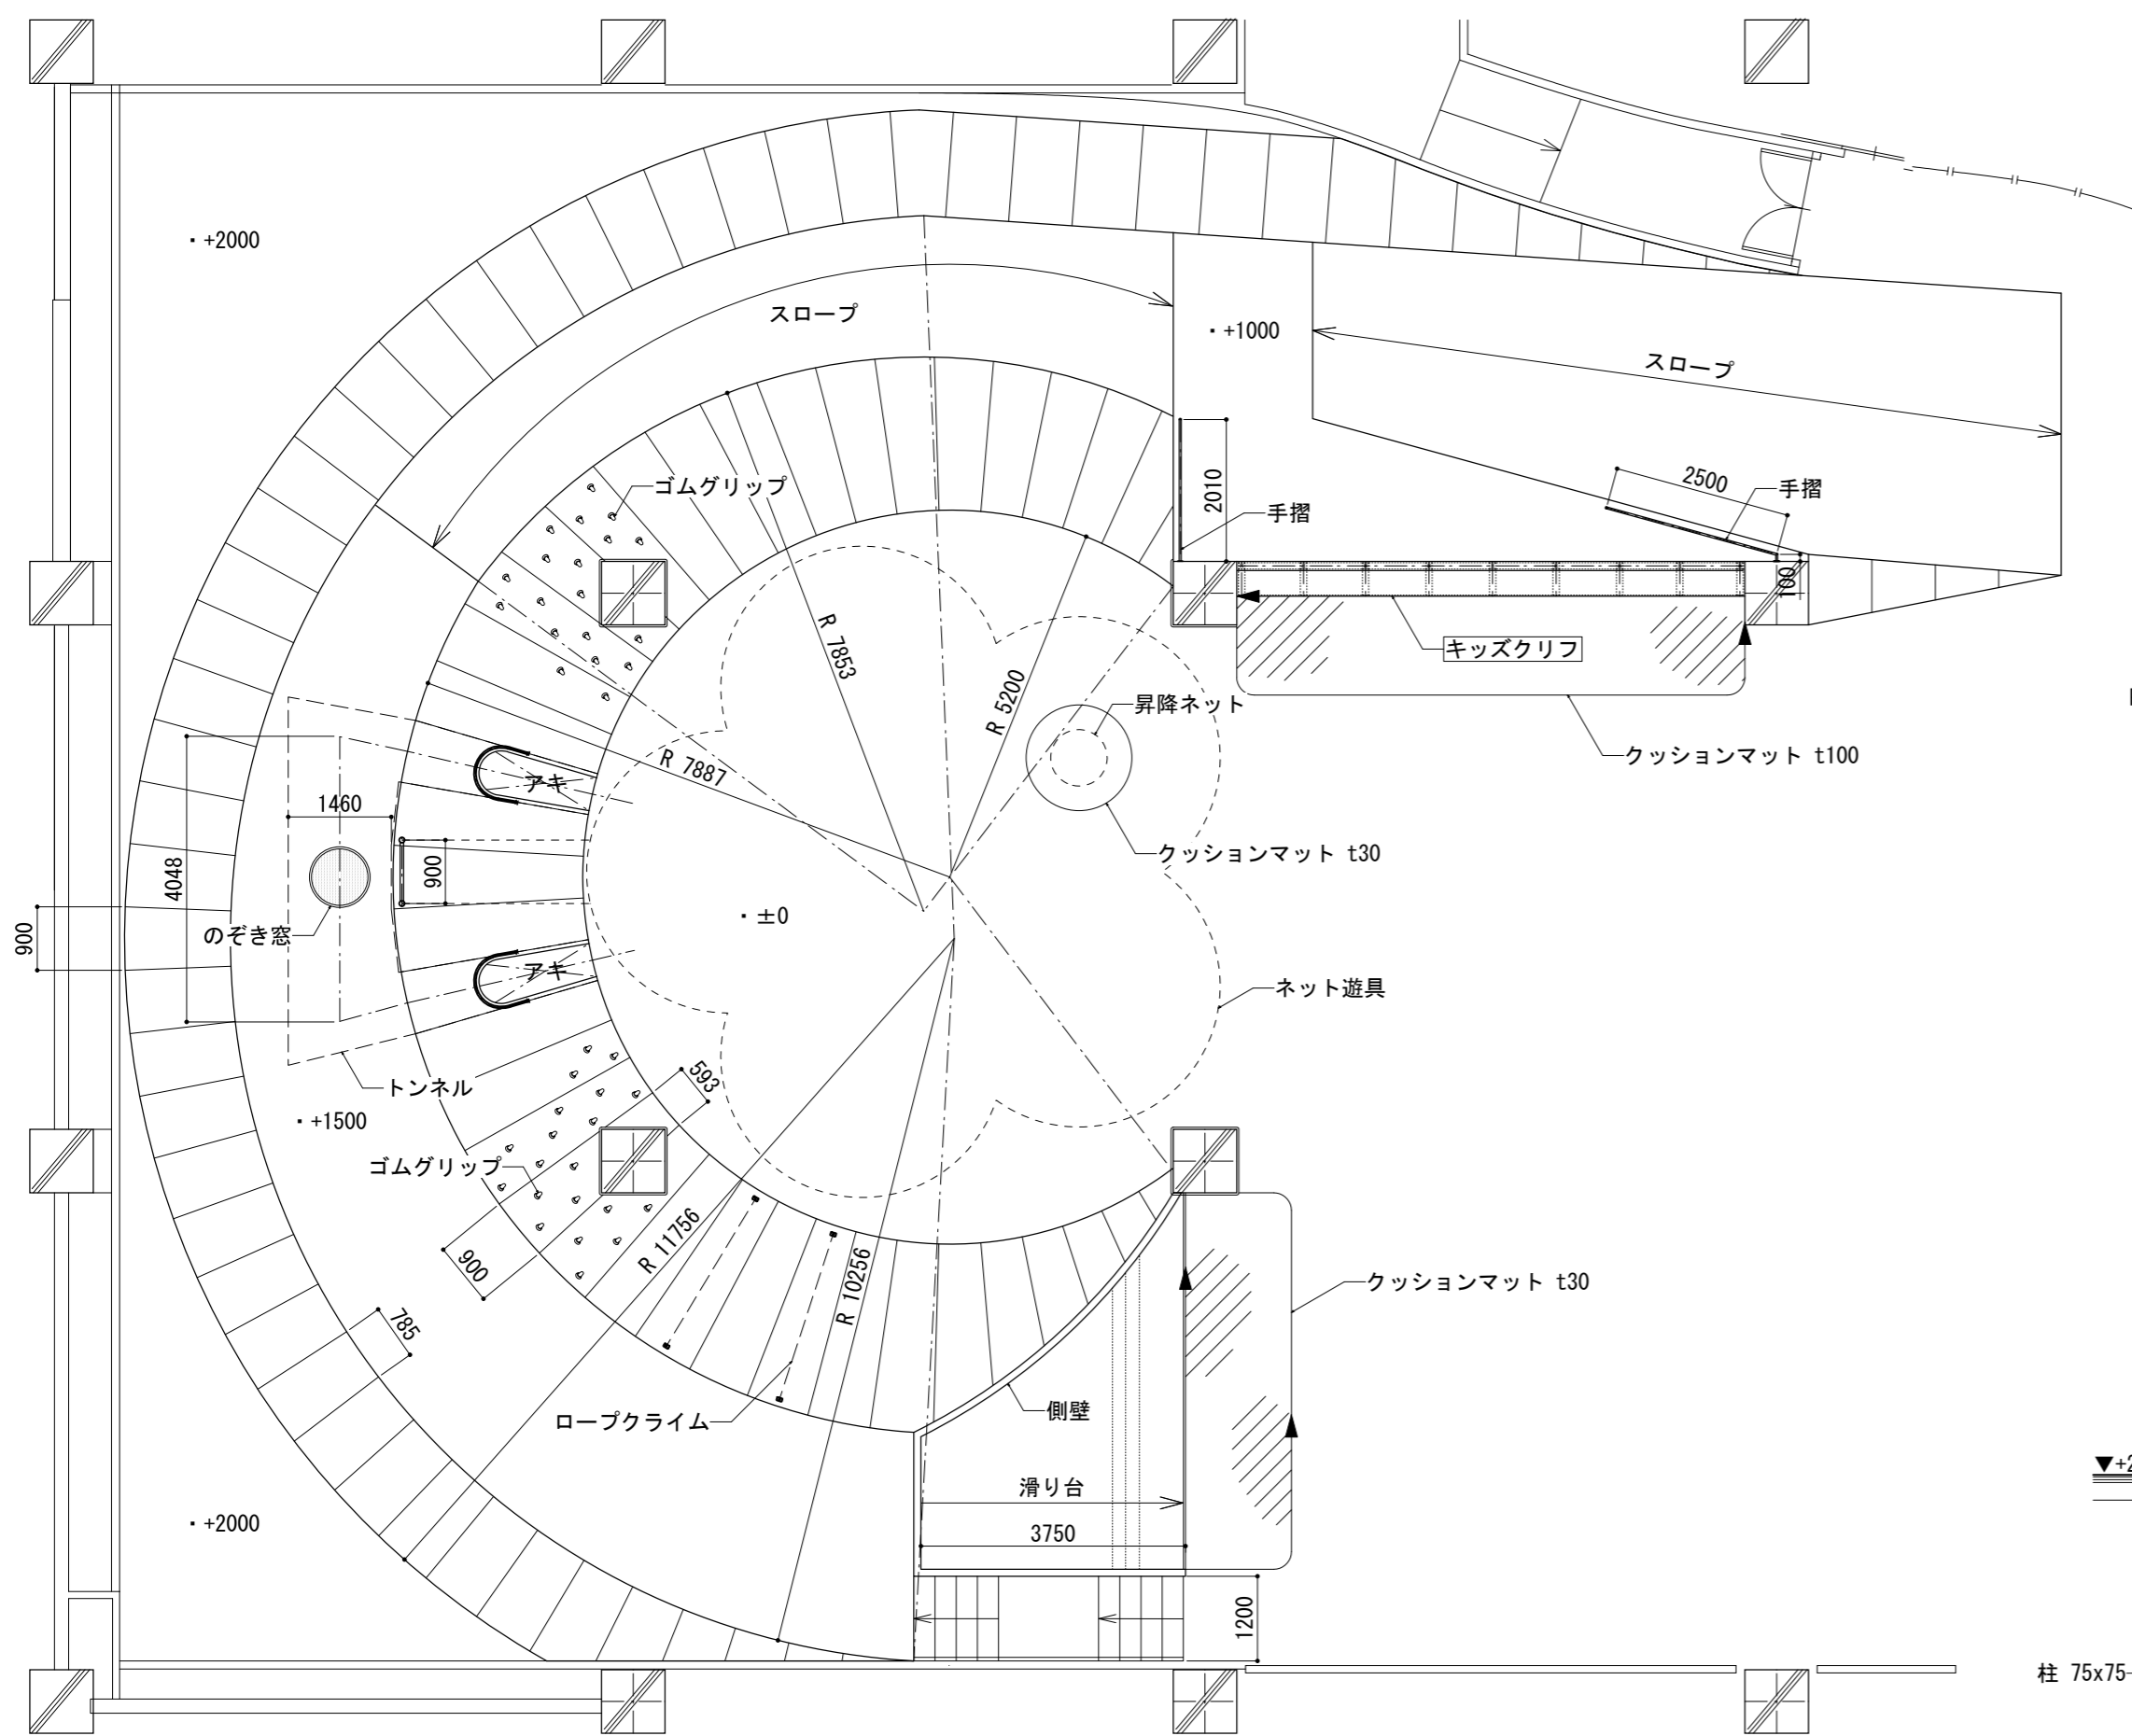 ・+2000
スロープ
・+1000
スロープ
ゴムグリップ
2010
手摺
2500
手摺
100
R 7853
キッズクリフ
R 5200
昇降ネット
クッションマット t100
R 7887
アキ
1460
4048
900
クッションマット t30
・±0
のぞき窓
900
アキ
ネット遊具
トンネル
593
・+1500
ゴムグリップ
900
R 11756
R 10256
クッションマット t30
785
ロープクライム
側壁
滑り台
3750
・+2000
1200
▼+2
柱 75x75